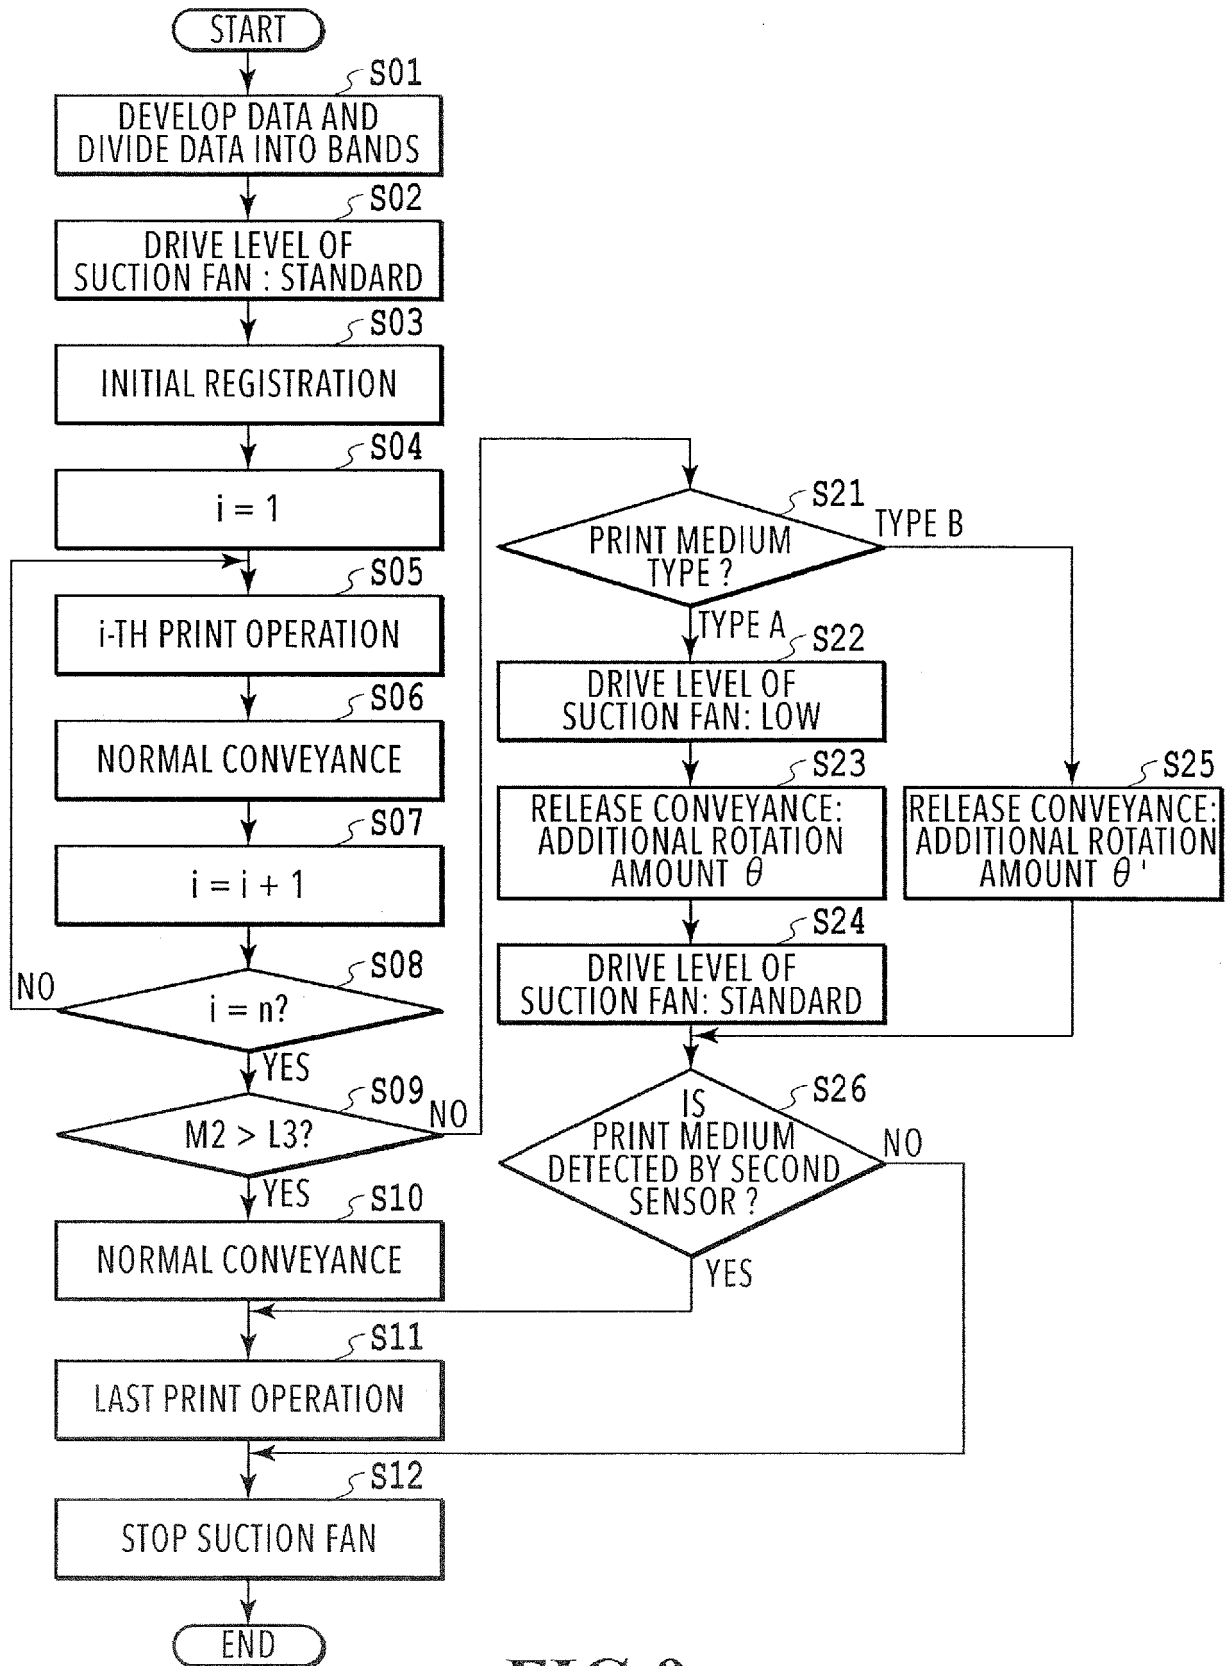 START
S01
DEVELOP DATA AND
DIVIDE DATA INTO BANDS
S02
DRIVE LEVEL OF
SUCTION FAN : STANDARD
S03
INITIAL REGISTRATION
S04
i = 1
S05
i-TH PRINT OPERATION
S06
NORMAL CONVEYANCE
S07
i = i + 1
S08
NO
i = n?
YES
S09
NO
M2 > L3?
YES
S10
NORMAL CONVEYANCE
S11
LAST PRINT OPERATION
S12
STOP SUCTION FAN
END
S21
TYPE B
PRINT MEDIUM
TYPE ?
TYPE A
S22
DRIVE LEVEL OF
SUCTION FAN: LOW
S23
RELEASE CONVEYANCE:
ADDITIONAL ROTATION
AMOUNT θ
S24
DRIVE LEVEL OF
SUCTION FAN: STANDARD
S25
RELEASE CONVEYANCE:
ADDITIONAL ROTATION
AMOUNT θ '
S26
IS
PRINT MEDIUM
DETECTED BY SECOND
SENSOR ?
NO
YES